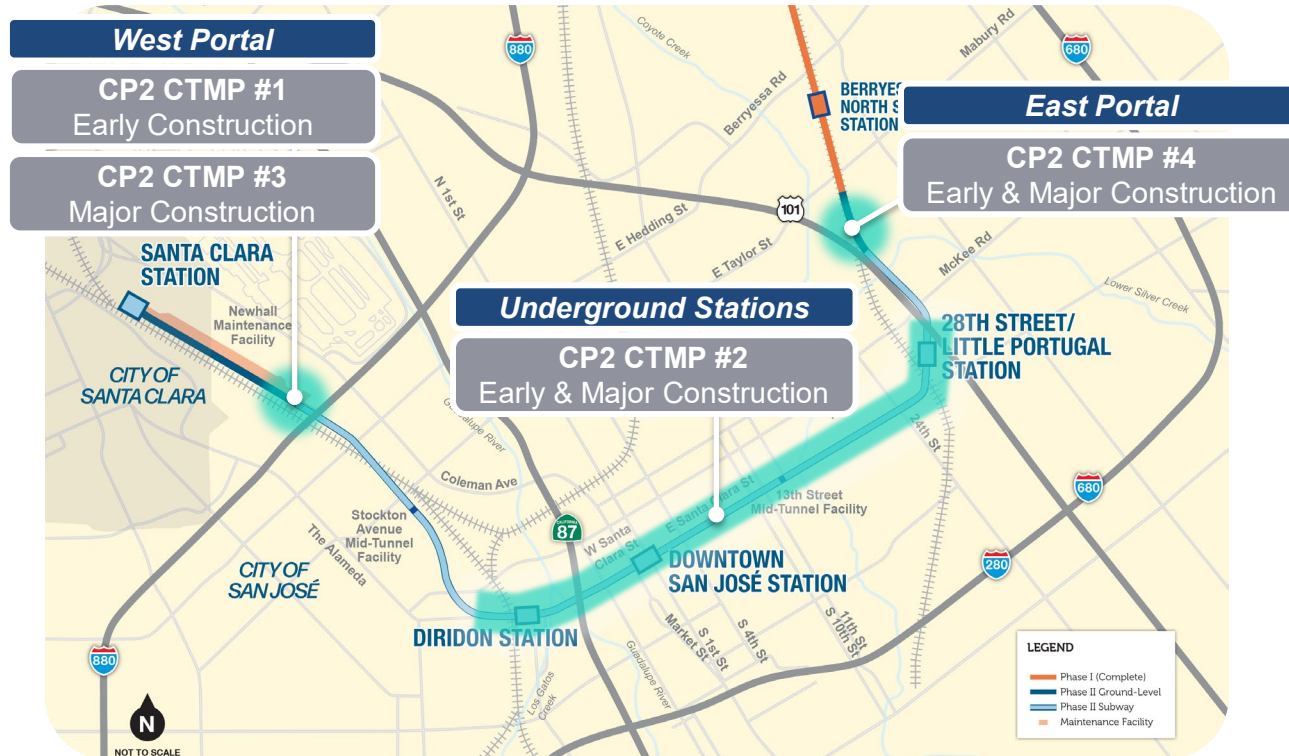 West Portal
CP2 CTMP #1
Early Construction
CP2 CTMP #3
Major Construction
880
Coyote Creek
Mabury Rd
680
Berryessa Rd
STATION
East Portal
CP2 CTMP #4
Early & Major Construction
N 1st St
101
E Hedding St
E Taylor St
McKee Rd
Lower Silver Creek
SANTA CLARA
STATION
Newhall
Maintenance
Facility
CITY OF
SANTA CLARA
Underground Stations
CP2 CTMP #2
Early & Major Construction
28TH STREET/
LITTLE PORTUGAL
STATION
24th St
River
Coleman Ave
Stockton
Avenue
Mid-Tunnel
Facility
The Alameda
CALIFORNIA
87
W Santa
Clara St
E Santa Clara St
13th Street
Mid-Tunnel Facility
680
280
CITY OF
SAN JOSÉ
DOWNTOWN
SAN JOSÉ STATION
DIRIDON STATION
Market St
S 1st St
S 4th St
S 10th St
11th St
Guadalupe River
Los Gatos
Creek
880
N
NOT TO SCALE
LEGEND
Phase I (Complete)
Phase II Ground-Level
Phase II Subway
Maintenance Facility